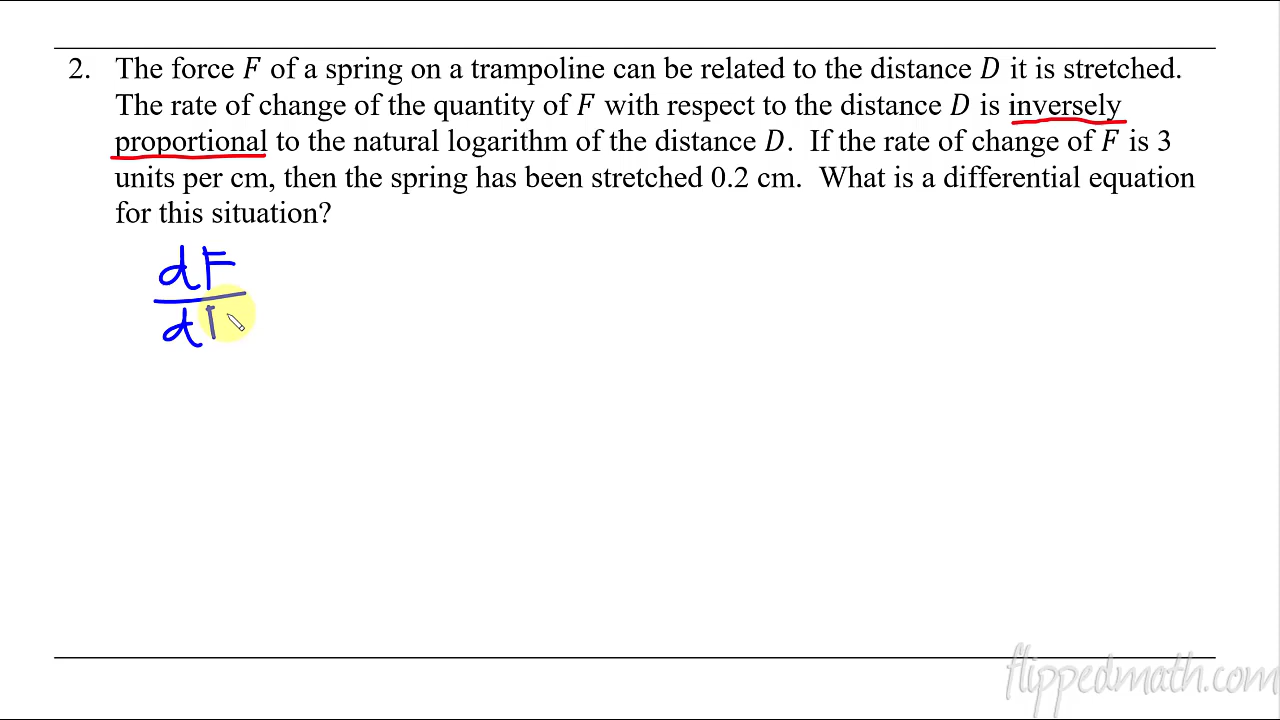 2. The force F of a spring on a trampoline can be related to the distance D it is stretched.
The rate of change of the quantity of F with respect to the distance D is inversely
proportional to the natural logarithm of the distance D. If the rate of change of F is 3
units per cm, then the spring has been stretched 0.2 cm. What is a differential equation
for this situation?
dF
d
flippedmath.com